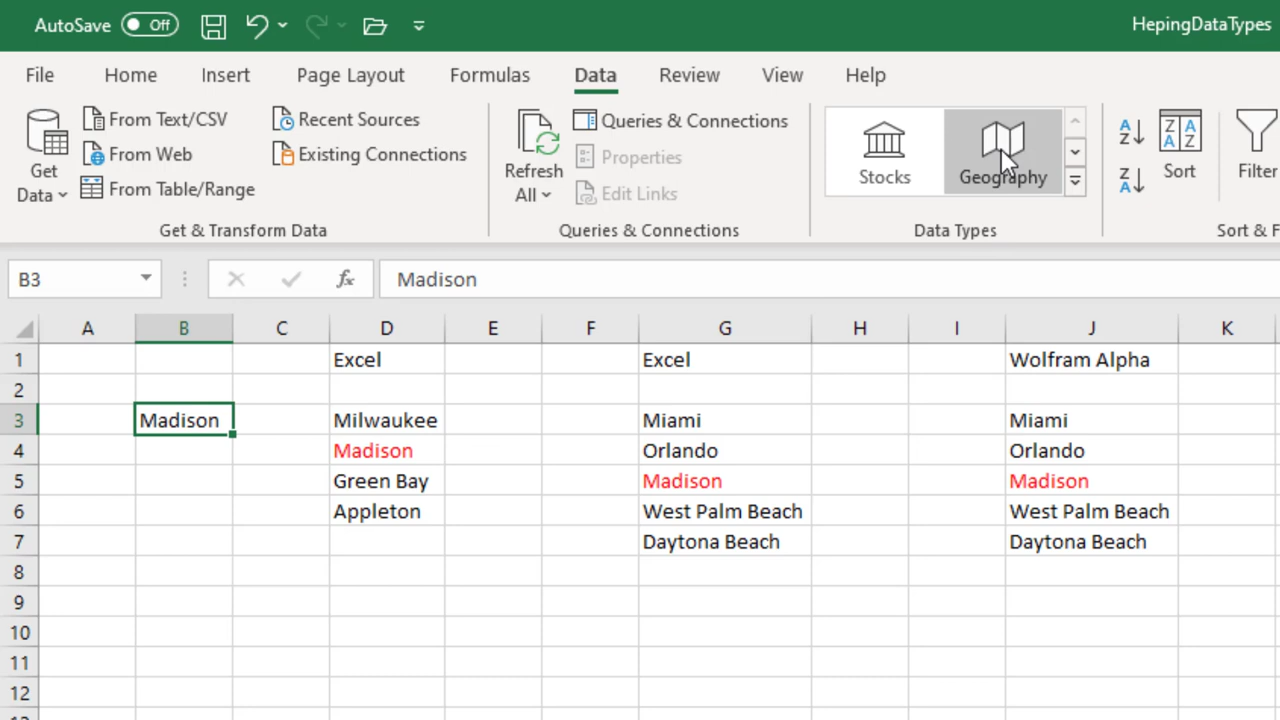 AutoSave Off HepingDataTypes
File Home Insert Page Layout Formulas Data Review View Help
Get Data
From Text/CSV
From Web
From Table/Range
Recent Sources
Existing Connections
Get & Transform Data
Refresh All
Queries & Connections
Properties
Edit Links
Queries & Connections
Stocks Geography
Data Types
Sort Filter
Sort & F
B3 fx Madison
A B C D E F G H I J K
1 Excel Excel Wolfram Alpha
2
3 Madison Milwaukee Miami Miami
4 Madison Orlando Orlando
5 Green Bay Madison Madison
6 Appleton West Palm Beach West Palm Beach
7 Daytona Beach Daytona Beach
8
9
10
11
12